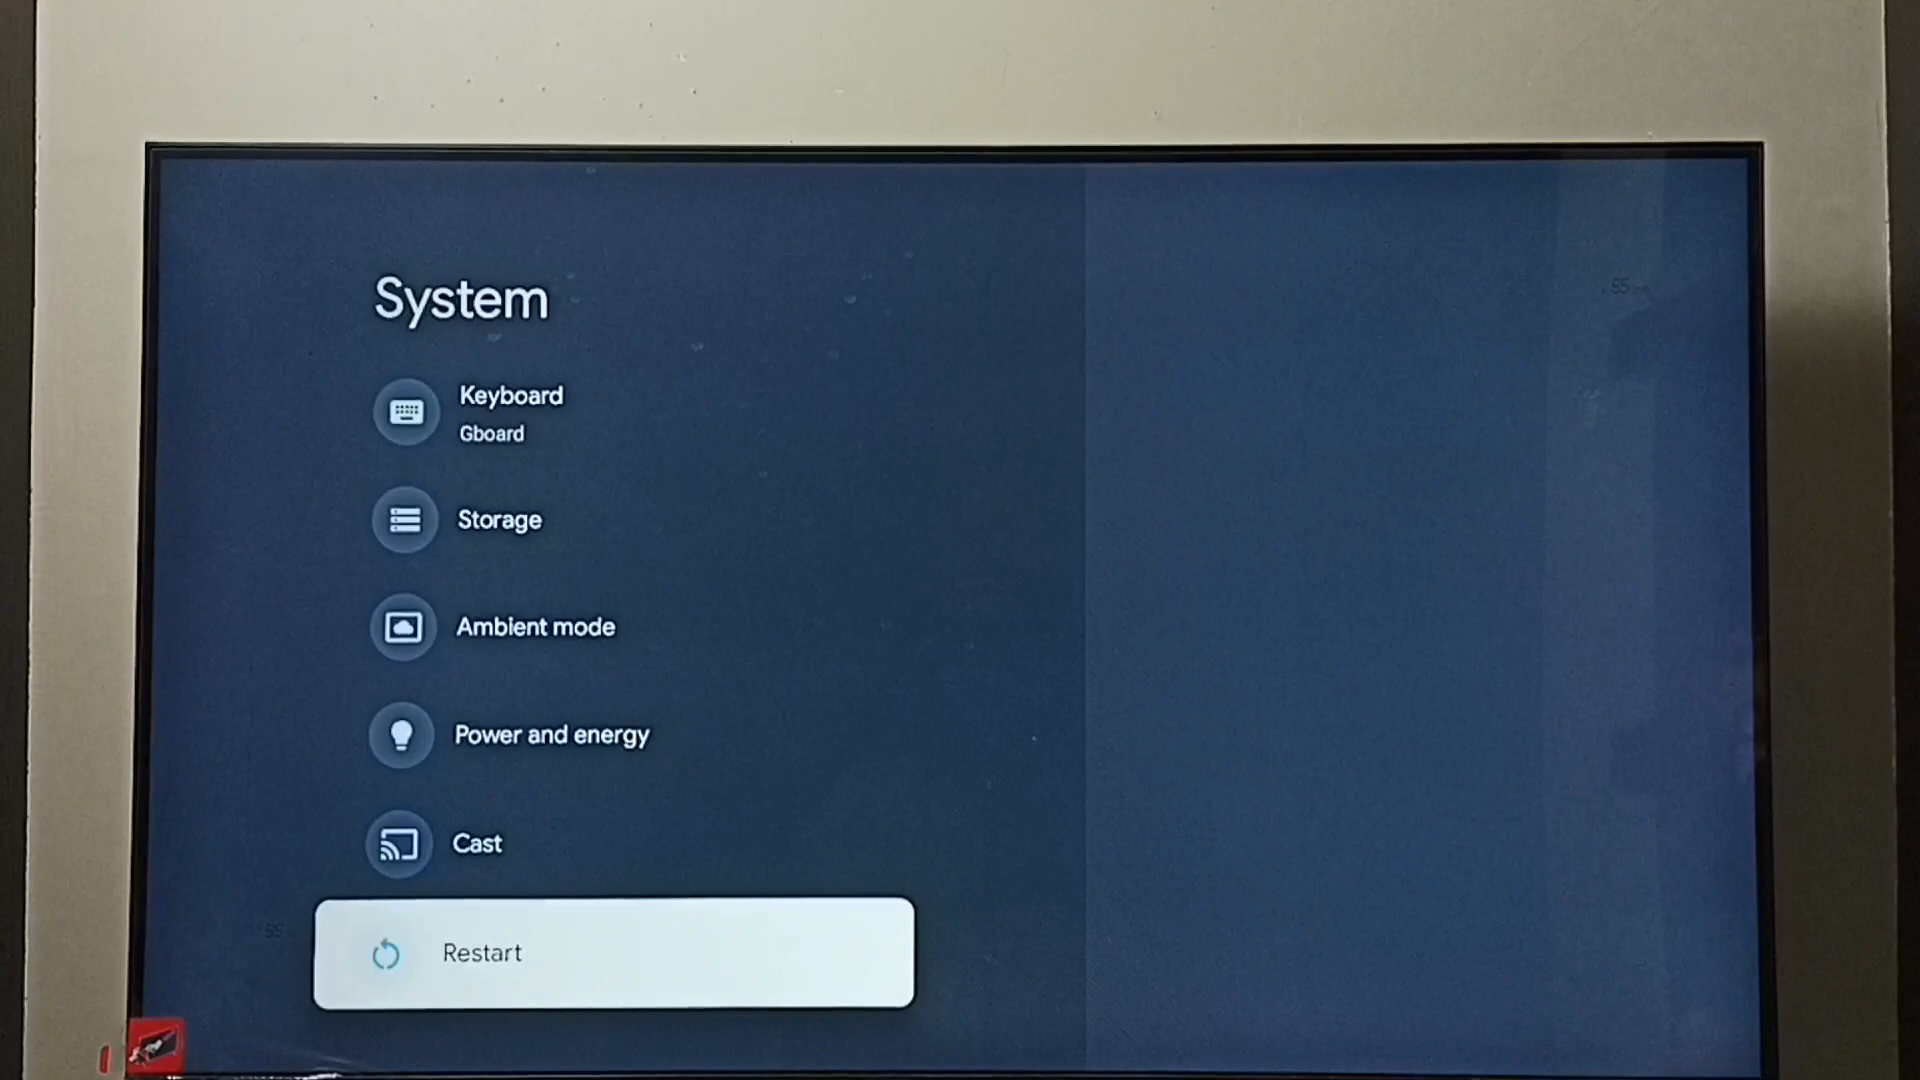 System
Keyboard
Gboard
Storage
Ambient mode
Power and energy
Cast
Restart